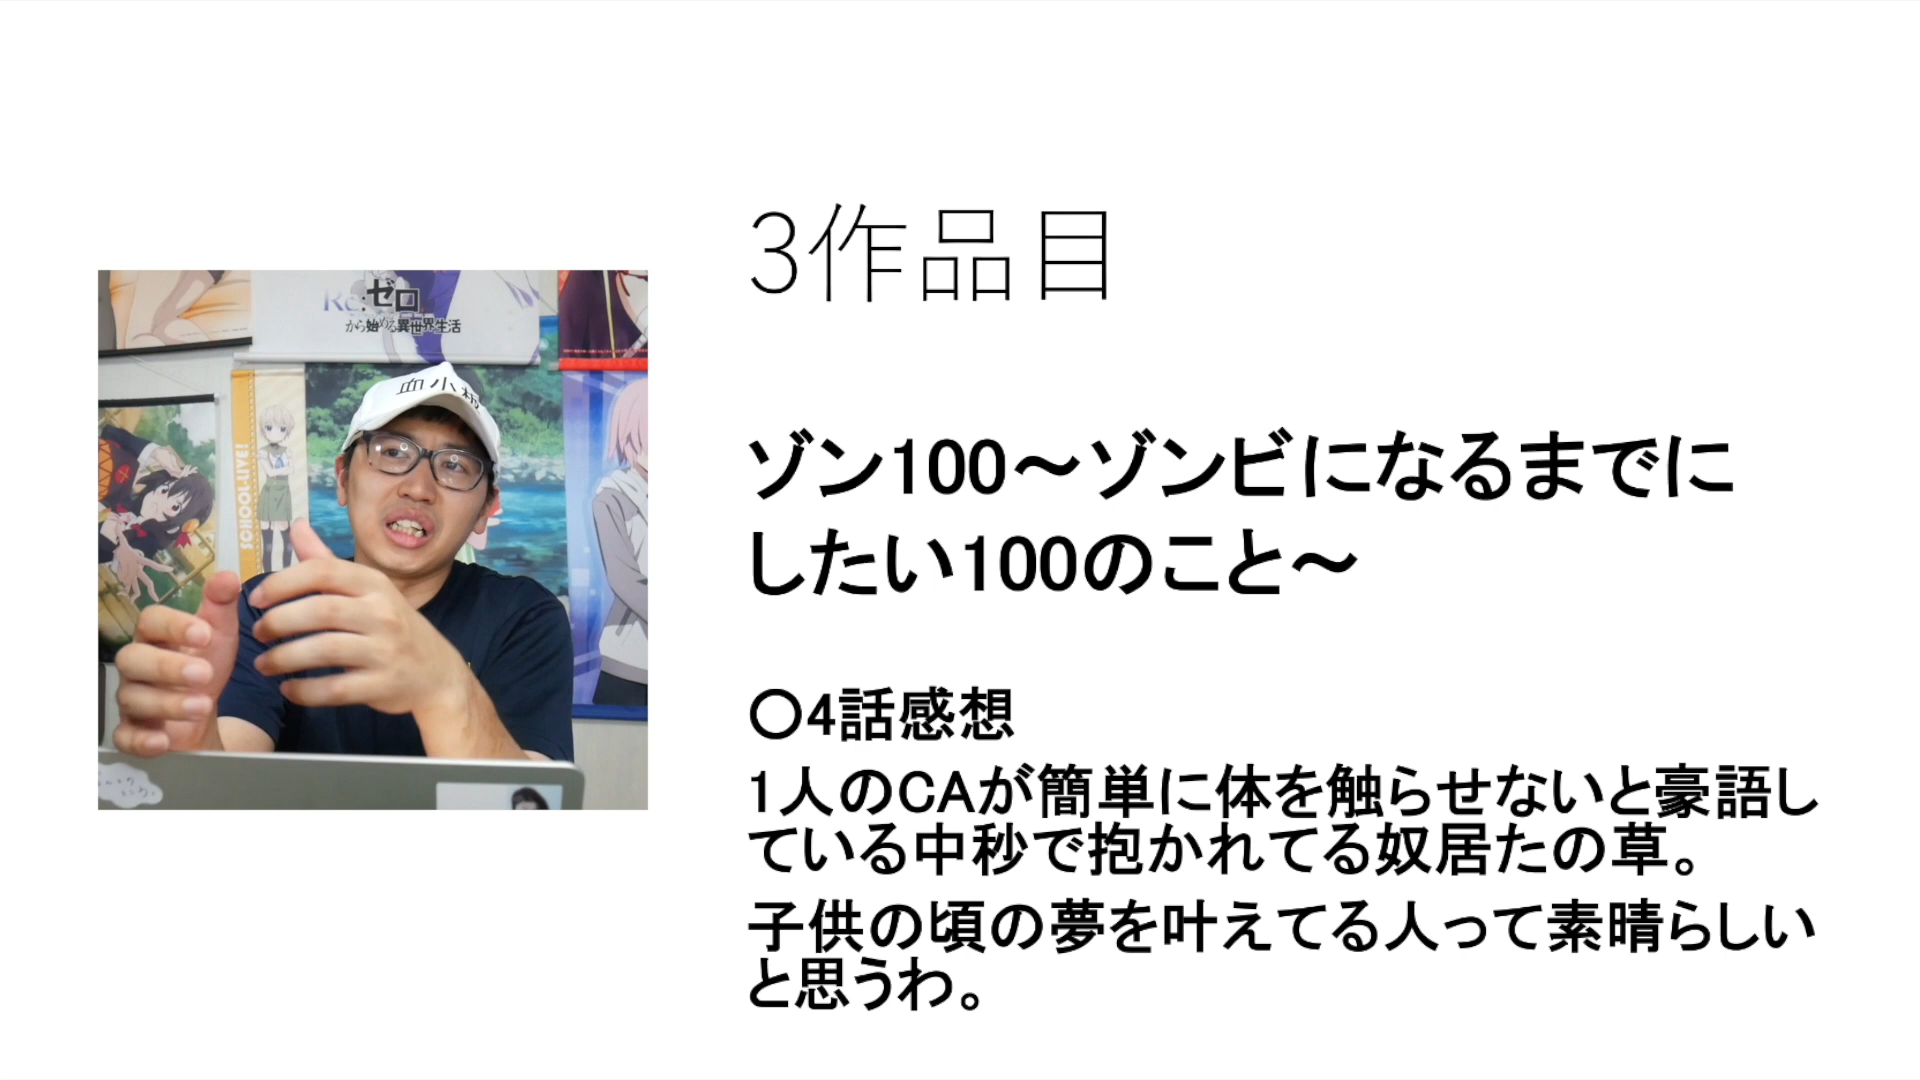 3作品目
ゾン100～ゾンビになるまでに
したい100のこと～
〇4話感想
1人のCAが簡単に体を触らせないと豪語し
ている中秒で抱かれてる奴居たの草。
子供の頃の夢を叶えてる人って素晴らしい
と思うわ。
Re:ゼロ
から始める異世界生活
血小板
SCHOOL-LIVE!